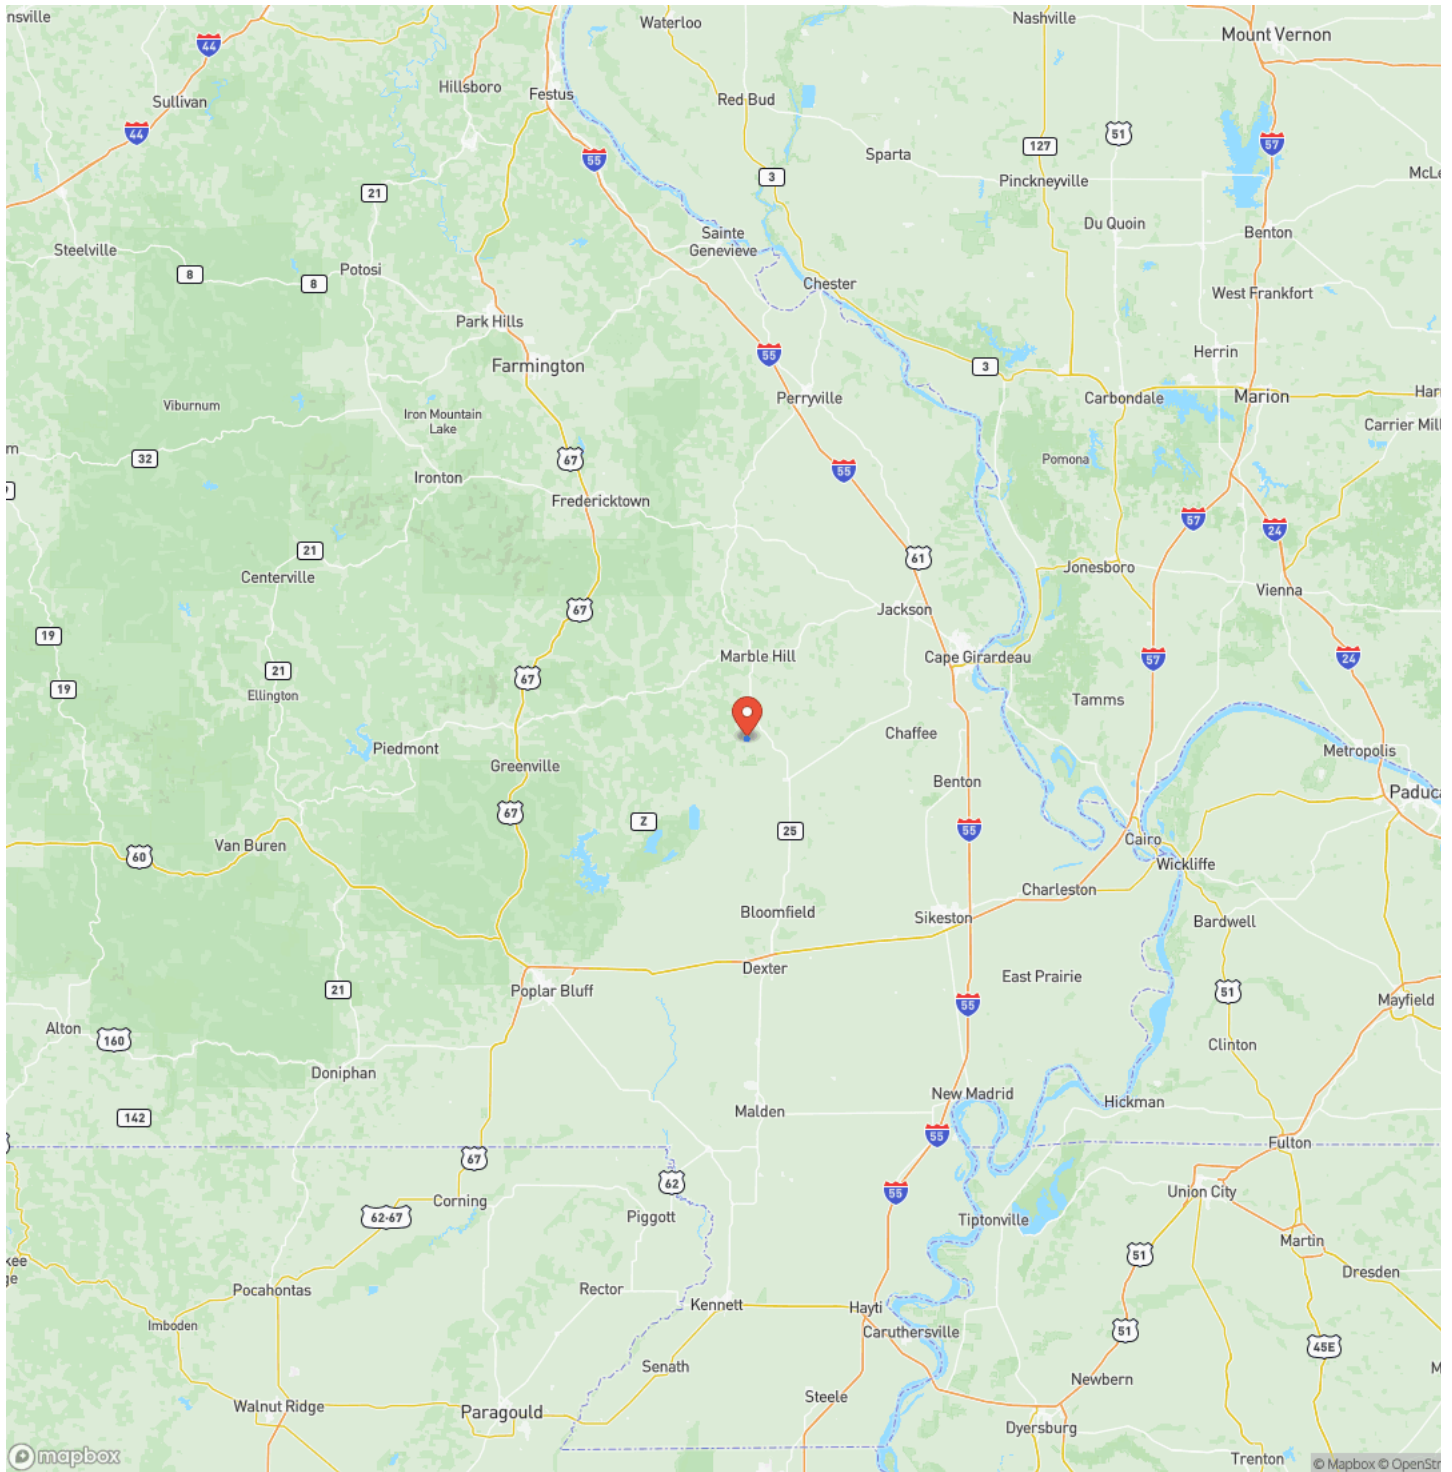 nsville
Waterloo
Nashville
Mount Vernon
44
Hillsboro
Festus
Sullivan
Red Bud
44
51
57
127
Sparta
55
3
Pinckneyville
McLe
21
Du Quoin
Sainte
Genevieve
Benton
Steelville
8
Potosi
8
Chester
West Frankfort
Park Hills
55
Herrin
Farmington
3
Perryville
Carbondale
Marion
Har
Viburnum
Iron Mountain
Lake
Carrier Mill
m
32
67
Pomona
55
Ironton
Fredericktown
57
24
21
61
Centerville
Jonesboro
Vienna
67
Jackson
19
Marble Hill
Cape Girardeau
57
24
21
67
19
Ellington
Tamms
Chaffee
Piedmont
Metropolis
Greenville
Benton
Paduca
67
Z
25
55
Cairo
Van Buren
60
Wickliffe
Charleston
Bloomfield
Sikeston
Bardwell
Dexter
East Prairie
21
Poplar Bluff
51
55
Mayfield
Alton
160
Clinton
Doniphan
New Madrid
Hickman
142
Malden
55
Fulton
67
62
55
Union City
Corning
62-67
Piggott
Tiptonville
Martin
51
kee
ge
Dresden
Pocahontas
Rector
Kennett
Hayti
Imboden
Caruthersville
51
45E
Senath
M
Newbern
Steele
Walnut Ridge
Paragould
Dyersburg
Trenton
mapbox
© Mapbox © OpenStr